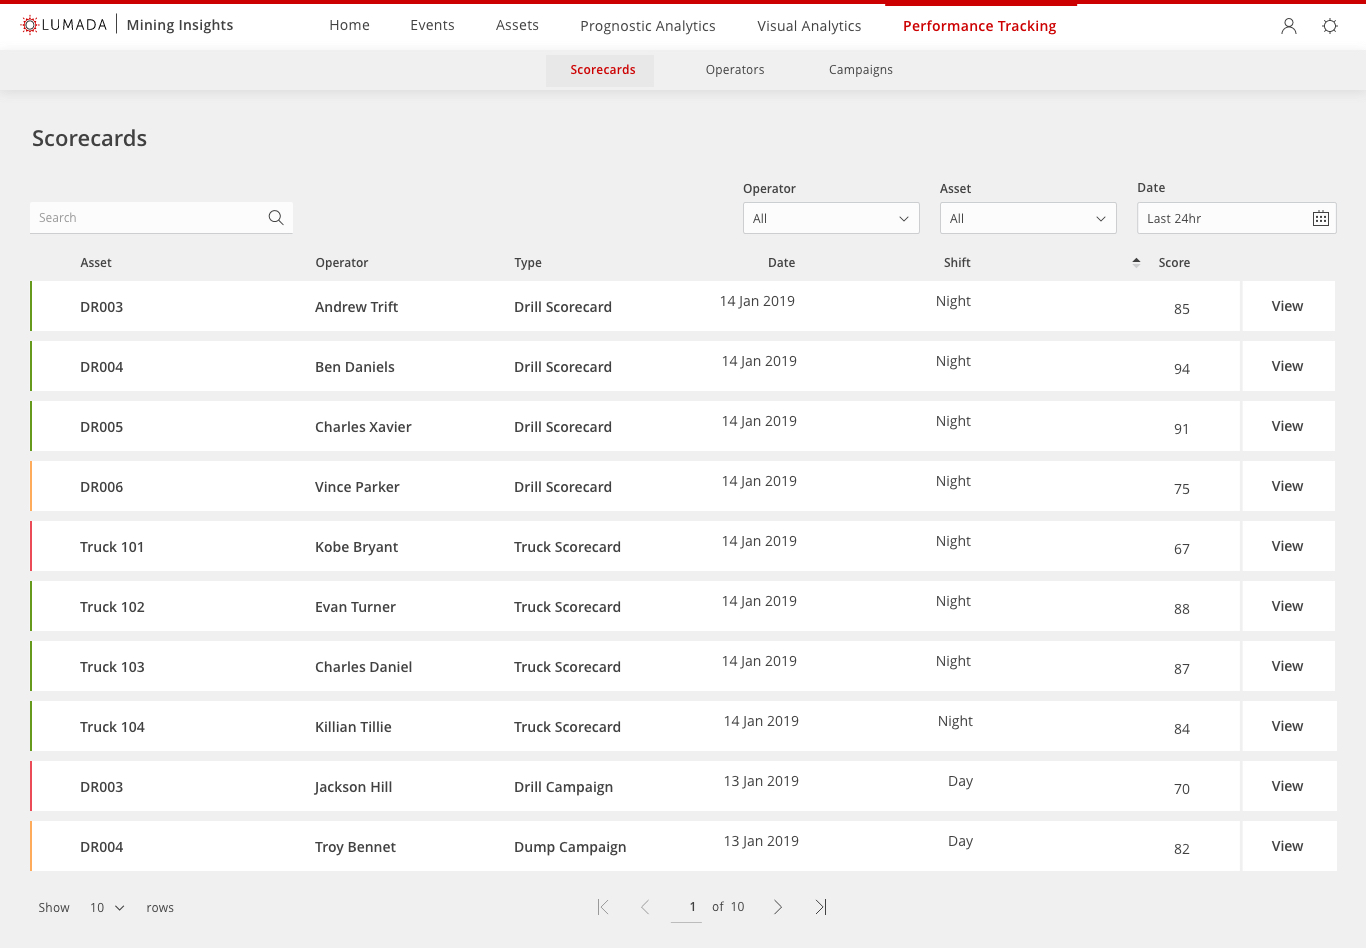 LUMADA Mining Insights Home Events Assets Prognostic Analytics Visual Analytics Performance Tracking
Scorecards Operators Campaigns
Scorecards
Operator Asset Date
Search All All Last 24hr
Asset Operator Type Date Shift Score
DR003 Andrew Trift Drill Scorecard 14 Jan 2019 Night 85 View
DR004 Ben Daniels Drill Scorecard 14 Jan 2019 Night 94 View
DR005 Charles Xavier Drill Scorecard 14 Jan 2019 Night 91 View
DR006 Vince Parker Drill Scorecard 14 Jan 2019 Night 75 View
Truck 101 Kobe Bryant Truck Scorecard 14 Jan 2019 Night 67 View
Truck 102 Evan Turner Truck Scorecard 14 Jan 2019 Night 88 View
Truck 103 Charles Daniel Truck Scorecard 14 Jan 2019 Night 87 View
Truck 104 Killian Tillie Truck Scorecard 14 Jan 2019 Night 84 View
DR003 Jackson Hill Drill Campaign 13 Jan 2019 Day 70 View
DR004 Troy Bennet Dump Campaign 13 Jan 2019 Day 82 View
Show 10 rows 1 of 10